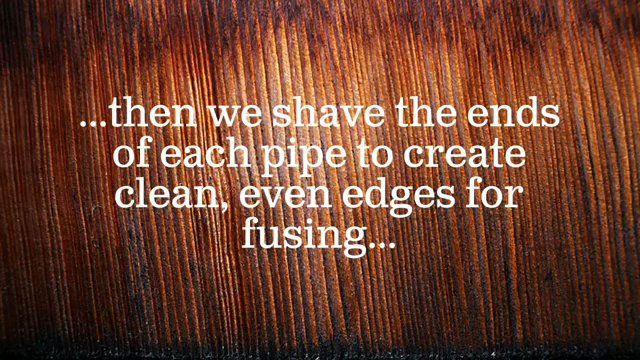 ...then we shave the ends
of each pipe to create
clean, even edges for
fusing...